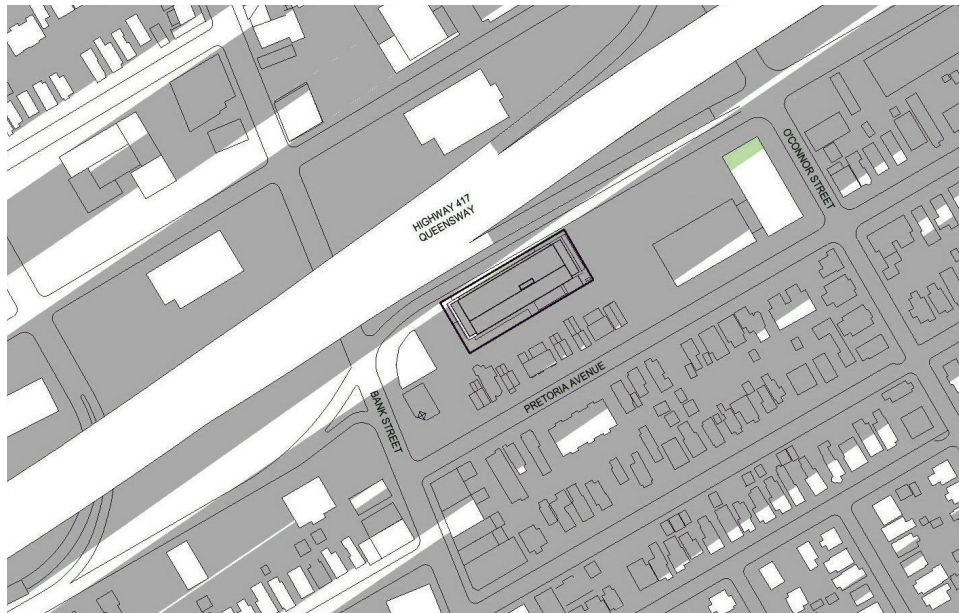 O'CONNOR STREET
HIGHWAY 417
QUEENSWAY
PRETORIA AVENUE
BANK STREET